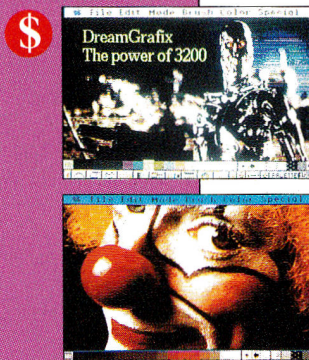 $
File Edit Mode Brush Color Special
DreamGrafix
The power of 3200
File Edit Mode Brush Color Special